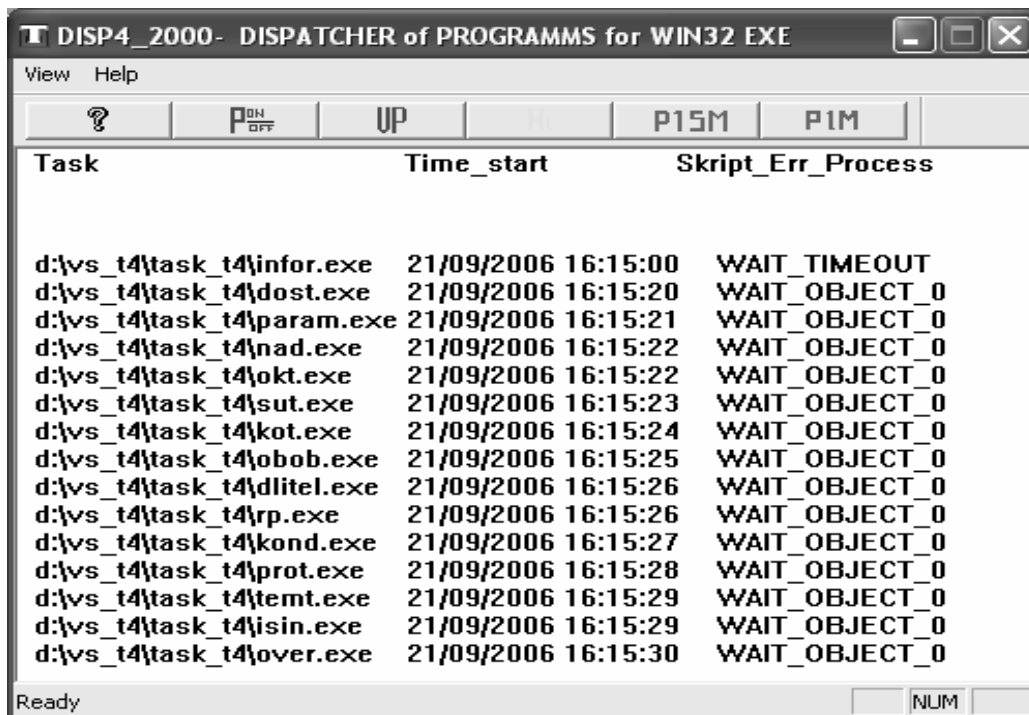 DISP4_2000- DISPATCHER of PROGRAMMS for WIN32 EXE
View Help
? P ON OFF UP P15M P1M
Task Time_start Skript_Err_Process
d:\vs_t4\task_t4\infor.exe 21/09/2006 16:15:00 WAIT_TIMEOUT
d:\vs_t4\task_t4\dost.exe 21/09/2006 16:15:20 WAIT_OBJECT_0
d:\vs_t4\task_t4\param.exe 21/09/2006 16:15:21 WAIT_OBJECT_0
d:\vs_t4\task_t4\nad.exe 21/09/2006 16:15:22 WAIT_OBJECT_0
d:\vs_t4\task_t4\okt.exe 21/09/2006 16:15:22 WAIT_OBJECT_0
d:\vs_t4\task_t4\sut.exe 21/09/2006 16:15:23 WAIT_OBJECT_0
d:\vs_t4\task_t4\kot.exe 21/09/2006 16:15:24 WAIT_OBJECT_0
d:\vs_t4\task_t4\obob.exe 21/09/2006 16:15:25 WAIT_OBJECT_0
d:\vs_t4\task_t4\dlitel.exe 21/09/2006 16:15:26 WAIT_OBJECT_0
d:\vs_t4\task_t4\rp.exe 21/09/2006 16:15:26 WAIT_OBJECT_0
d:\vs_t4\task_t4\kond.exe 21/09/2006 16:15:27 WAIT_OBJECT_0
d:\vs_t4\task_t4\prot.exe 21/09/2006 16:15:28 WAIT_OBJECT_0
d:\vs_t4\task_t4\temt.exe 21/09/2006 16:15:29 WAIT_OBJECT_0
d:\vs_t4\task_t4\isin.exe 21/09/2006 16:15:29 WAIT_OBJECT_0
d:\vs_t4\task_t4\over.exe 21/09/2006 16:15:30 WAIT_OBJECT_0
Ready NUM